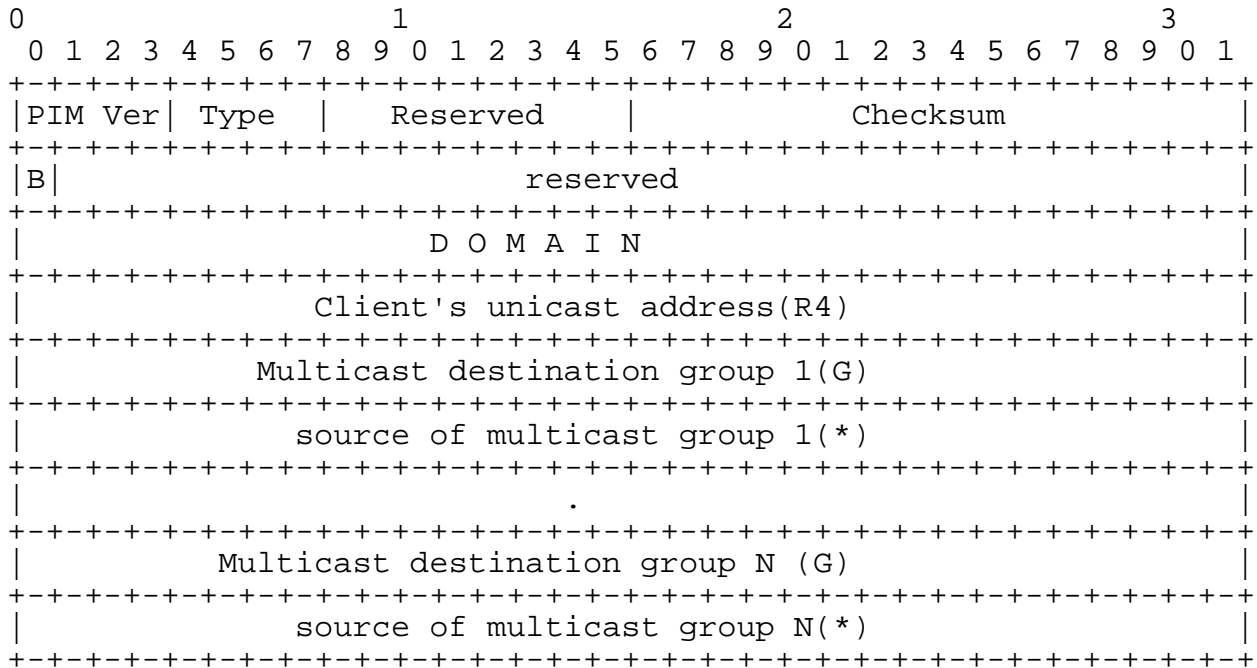 0                   1                   2                   3
 0 1 2 3 4 5 6 7 8 9 0 1 2 3 4 5 6 7 8 9 0 1 2 3 4 5 6 7 8 9 0 1
+-+-+-+-+-+-+-+-+-+-+-+-+-+-+-+-+-+-+-+-+-+-+-+-+-+-+-+-+-+-+-+-+
|PIM Ver| Type  |   Reserved    |           Checksum            |
+-+-+-+-+-+-+-+-+-+-+-+-+-+-+-+-+-+-+-+-+-+-+-+-+-+-+-+-+-+-+-+-+
|B|                        reserved                             |
+-+-+-+-+-+-+-+-+-+-+-+-+-+-+-+-+-+-+-+-+-+-+-+-+-+-+-+-+-+-+-+-+
|                     D O M A I N                               |
+-+-+-+-+-+-+-+-+-+-+-+-+-+-+-+-+-+-+-+-+-+-+-+-+-+-+-+-+-+-+-+-+
|               Client's unicast address(R4)                    |
+-+-+-+-+-+-+-+-+-+-+-+-+-+-+-+-+-+-+-+-+-+-+-+-+-+-+-+-+-+-+-+-+
|            Multicast destination group 1(G)                   |
+-+-+-+-+-+-+-+-+-+-+-+-+-+-+-+-+-+-+-+-+-+-+-+-+-+-+-+-+-+-+-+-+
|              source of multicast group 1(*)                   |
+-+-+-+-+-+-+-+-+-+-+-+-+-+-+-+-+-+-+-+-+-+-+-+-+-+-+-+-+-+-+-+-+
|                            .                                  |
+-+-+-+-+-+-+-+-+-+-+-+-+-+-+-+-+-+-+-+-+-+-+-+-+-+-+-+-+-+-+-+-+
|          Multicast destination group N (G)                    |
+-+-+-+-+-+-+-+-+-+-+-+-+-+-+-+-+-+-+-+-+-+-+-+-+-+-+-+-+-+-+-+-+
|              source of multicast group N(*)                   |
+-+-+-+-+-+-+-+-+-+-+-+-+-+-+-+-+-+-+-+-+-+-+-+-+-+-+-+-+-+-+-+-+